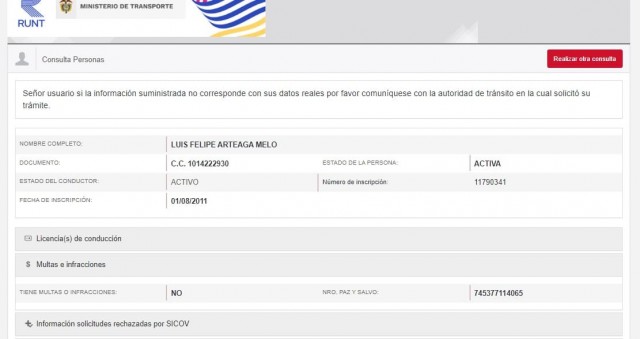 RUNT
MINISTERIO DE TRANSPORTE
Consulta Personas
Realizar otra consulta
Señor usuario si la información suministrada no corresponde con sus datos reales por favor comuníquese con la autoridad de tránsito en la cual solicitó su
trámite.
NOMBRE COMPLETO: LUIS FELIPE ARTEAGA MELO
DOCUMENTO: C.C. 1014222930 ESTADO DE LA PERSONA: ACTIVA
ESTADO DEL CONDUCTOR: ACTIVO Número de inscripción: 11790341
FECHA DE INSCRIPCIÓN: 01/08/2011
Licencia(s) de conducción
$ Multas e infracciones
TIENE MULTAS O INFRACCIONES: NO NRO. PAZ Y SALVO: 745377114065
Información solicitudes rechazadas por SICOV